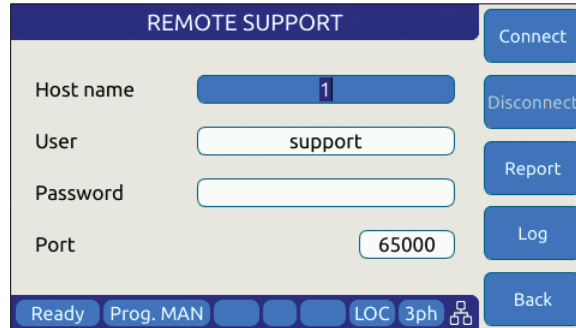 REMOTE SUPPORT
Connect
Host name 1
Disconnect
User support
Report
Password
Port 65000
Log
Back
Ready Prog. MAN LOC 3ph